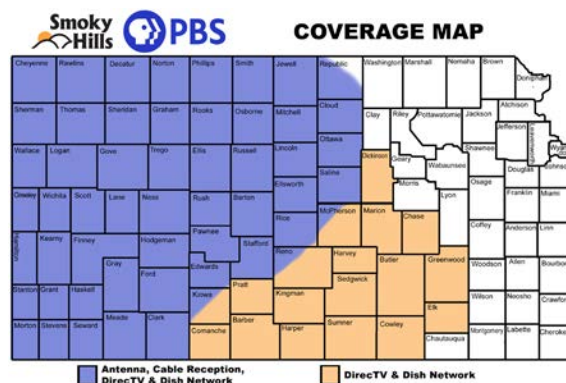 Smoky Hills PBS COVERAGE MAP
Cheyenne Rawlins Decatur Norton Phillips Smith Jewell Republic Washington Marshall Nemaha Brown Doniphan
Sherman Thomas Sheridan Graham Rooks Osborne Mitchell Cloud Clay Riley Pottawatomie Jackson Atchison
Jefferson Leavenworth
Wallace Logan Gove Trego Ellis Russell Lincoln Ottawa Dickinson Geary Wabaunsee Shawnee Douglas
Saline Ellsworth Morris Lyon Osage Franklin Miami
Greeley Wichita Scott Lane Ness Rush Barton Rice McPherson Marion Chase Coffey Anderson Linn
Hamilton Kearny Finney Hodgeman Pawnee Stafford Reno Harvey Butler Greenwood Woodson Allen
Gray Ford Edwards Sedgwick
Stanton Grant Haskell Kiowa Pratt Kingman Elk Wilson Neosho
Morton Stevens Seward Meade Clark Comanche Barber Harper Sumner Cowley Chautauqua Labette
Antenna, Cable Reception,
DirecTV & Dish Network
DirecTV & Dish Network